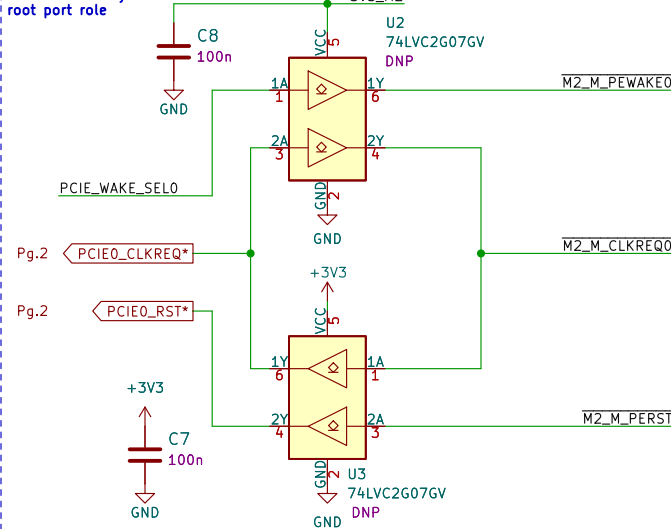 root port role
C8
100n
GND
VCC
5
U2
74LVC2G07GV
DNP
1A
1
1Y
6
M2_M_PEWAKE0
2A
3
2Y
4
PCIE_WAKE_SEL0
GND
2
GND
Pg.2
PCIE0_CLKREQ*
M2_M_CLKREQ0
+3V3
Pg.2
PCIE0_RST*
VCC
5
1Y
6
1A
1
+3V3
C7
100n
GND
2Y
4
2A
3
M2_M_PERST
GND
2
GND
U3
74LVC2G07GV
DNP